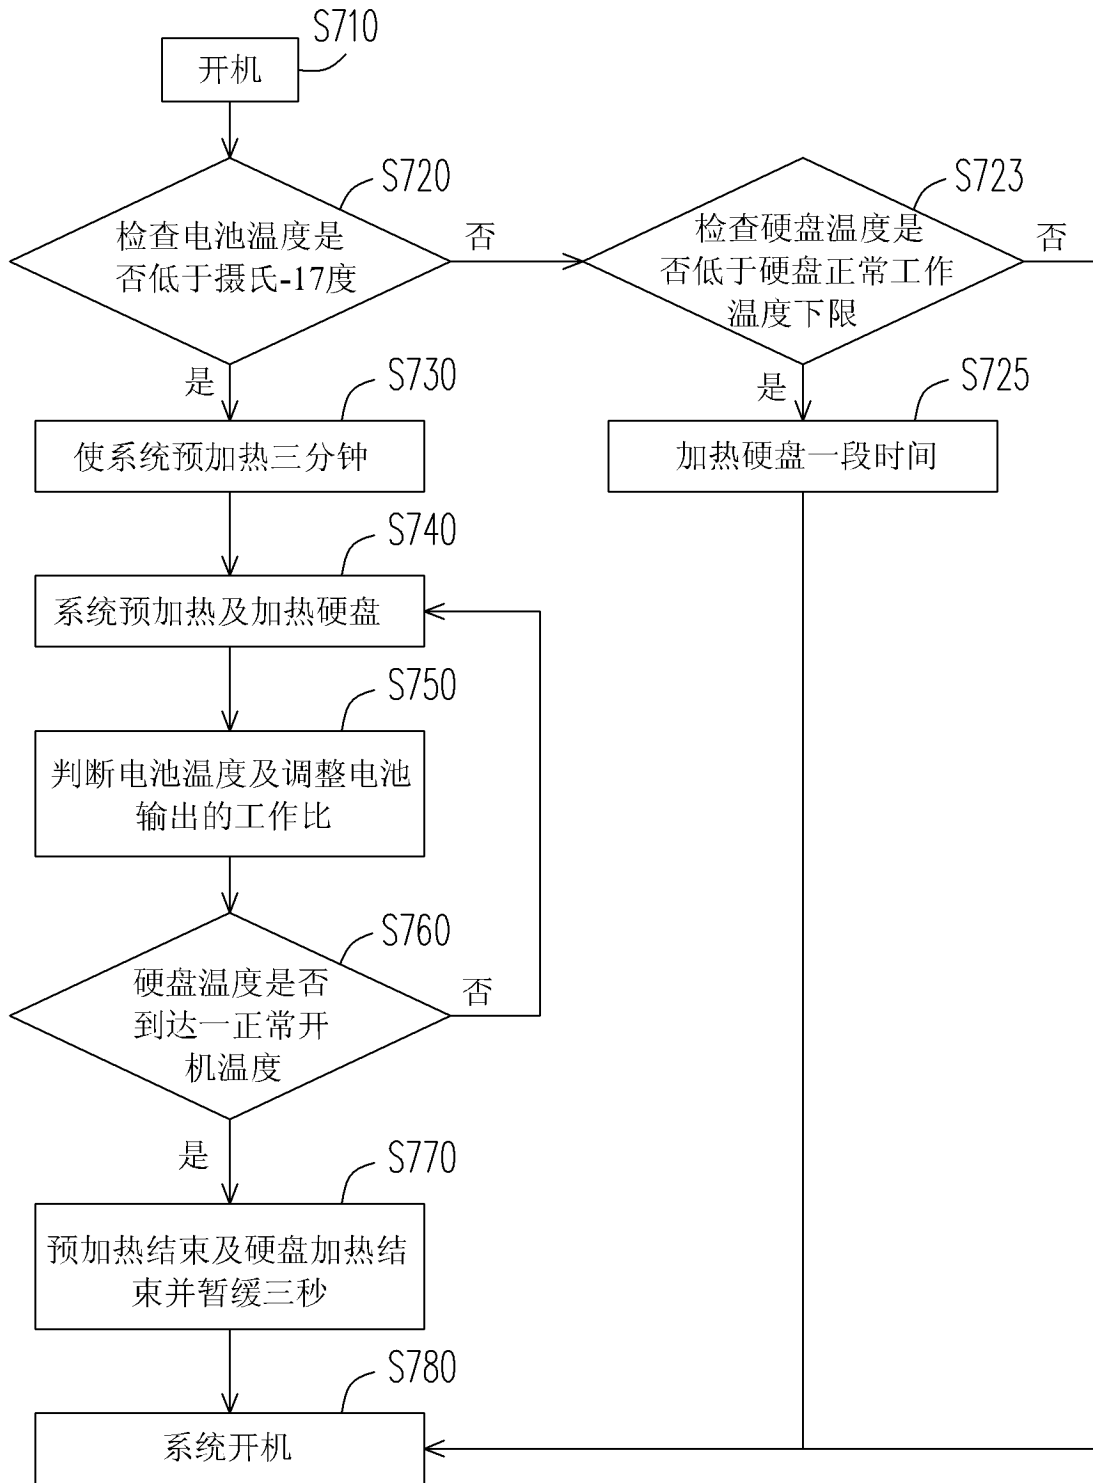 S710
开机
S720
检查电池温度是
否低于摄氏-17度
否
S723
检查硬盘温度是
否低于硬盘正常工作
温度下限
否
是
S730
使系统预加热三分钟
是
S725
加热硬盘一段时间
S740
系统预加热及加热硬盘
S750
判断电池温度及调整电池
输出的工作比
S760
硬盘温度是否
到达一正常开
机温度
否
是
S770
预加热结束及硬盘加热结
束并暂缓三秒
S780
系统开机